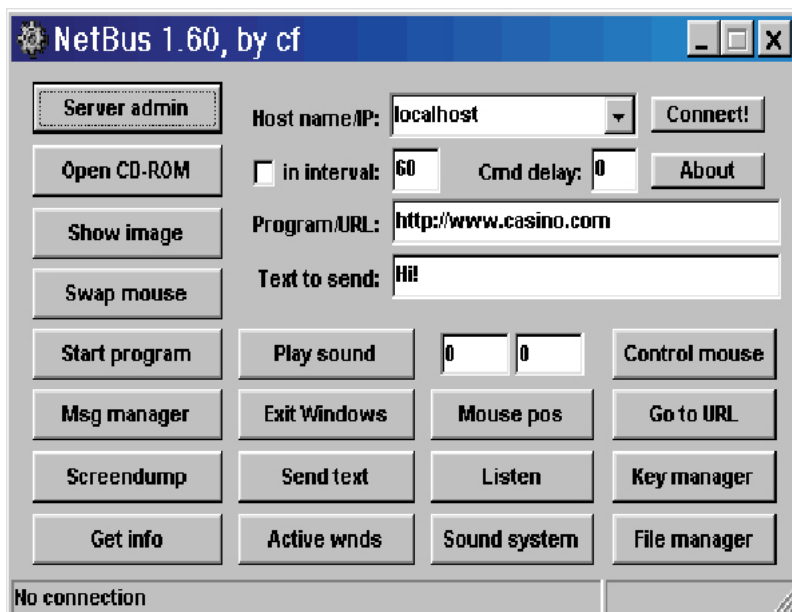 NetBus 1.60, by cf
Server admin
Host name/IP: localhost Connect!
Open CD-ROM
in interval: 60 Cmd delay: 0 About
Show image
Program/URL: http://www.casino.com
Swap mouse
Text to send: Hi!
Start program Play sound 0 0 Control mouse
Msg manager Exit Windows Mouse pos Go to URL
Screendump Send text Listen Key manager
Get info Active wnds Sound system File manager
No connection